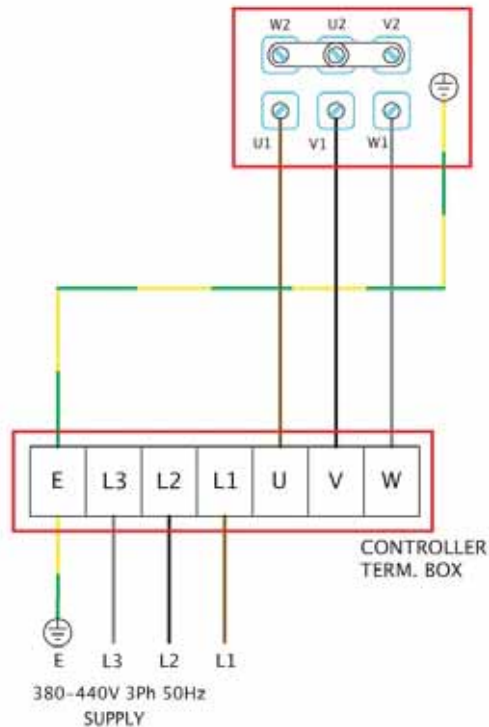 W2 U2 V2
U1 V1 W1
E L3 L2 L1 U V W
CONTROLLER
TERM. BOX
E L3 L2 L1
380-440V 3Ph 50Hz
SUPPLY